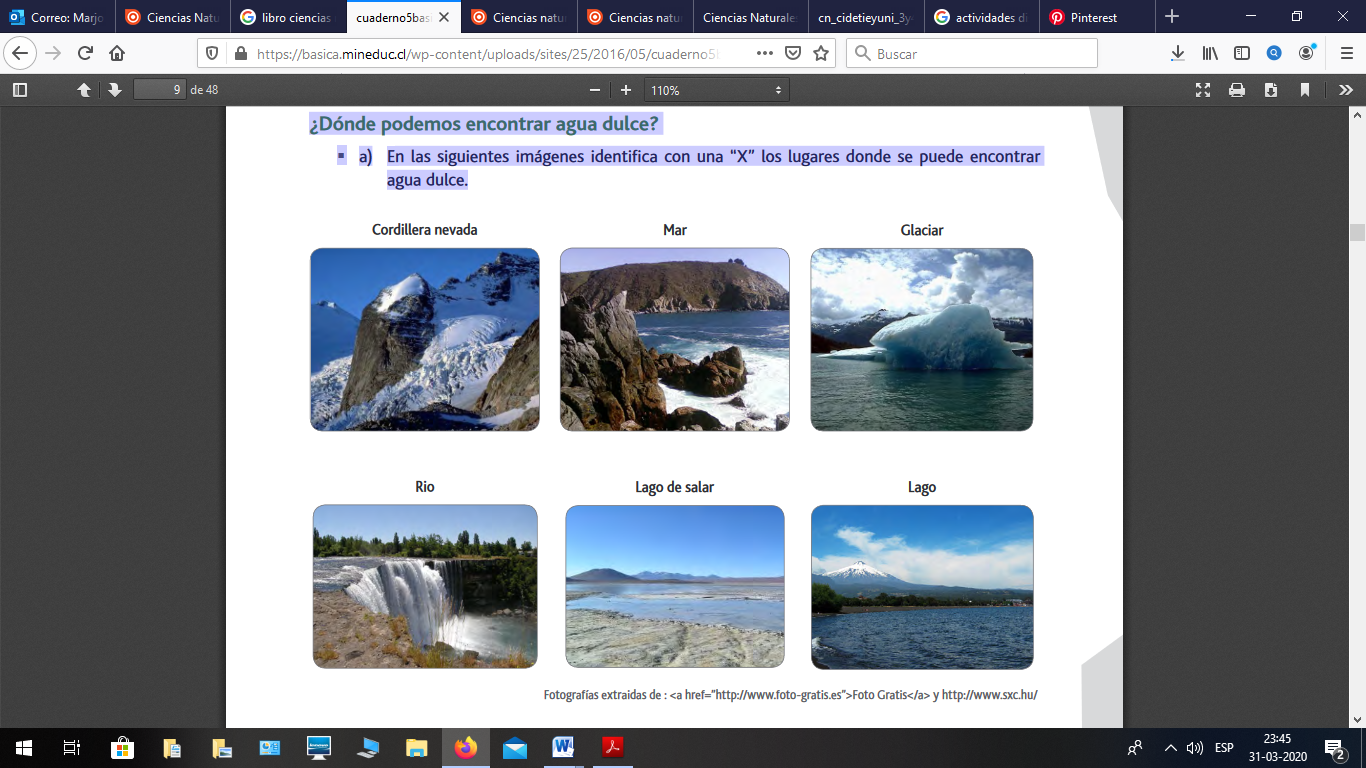 Correo: Marjo
Ciencias Natu
libro ciencias
cuaderno5basi
Ciencias natu
Ciencias natu
Ciencias Naturale
cn_cidetieyuni_3y
actividades di
Pinterest
https://basica.mineduc.cl/wp-content/uploads/sites/25/2016/05/cuaderno5b
Buscar
9 de 48
110%
¿Dónde podemos encontrar agua dulce?
▪ a) En las siguientes imágenes identifica con una “X” los lugares donde se puede encontrar
agua dulce.
Cordillera nevada
Mar
Glaciar
Rio
Lago de salar
Lago
Fotografías extraidas de : <a href="http://www.foto-gratis.es">Foto Gratis</a> y http://www.sxc.hu/
ESP
23:45
31-03-2020
2